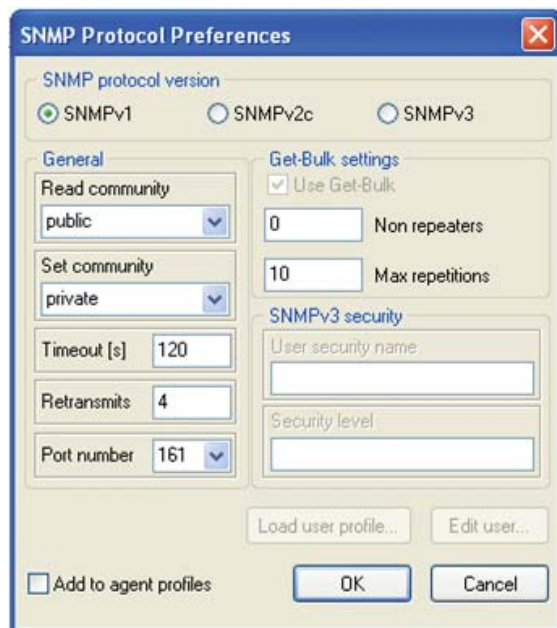 SNMP Protocol Preferences
SNMP protocol version
SNMPv1
SNMPv2c
SNMPv3
General
Read community
public
Set community
private
Timeout [s]
120
Retransmits
4
Port number
161
Get-Bulk settings
Use Get-Bulk
0
Non repeaters
10
Max repetitions
SNMPv3 security
User security name
Security level
Load user profile...
Edit user...
Add to agent profiles
OK
Cancel